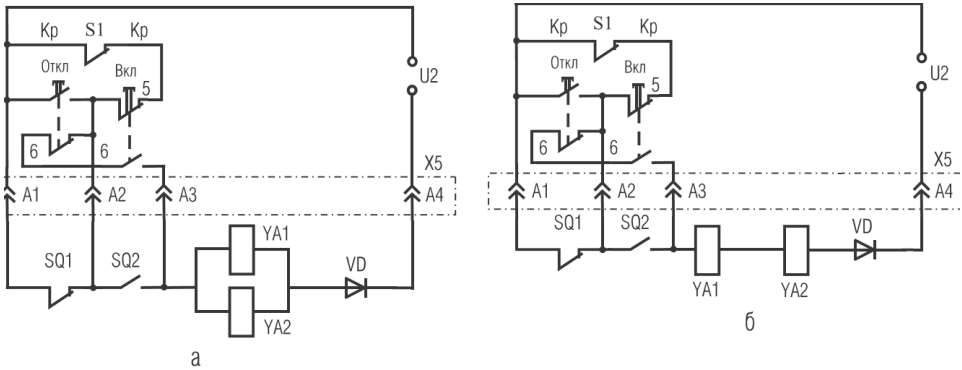 Кр S1 Кр
Откл Вкл 5
U2
6 6
X5
A1 A2 A3 A4
SQ1 SQ2 YA1 VD
YA2
а
Кр S1 Кр
Откл Вкл 5
U2
6 6
X5
A1 A2 A3 A4
SQ1 SQ2 VD
YA1 YA2
б